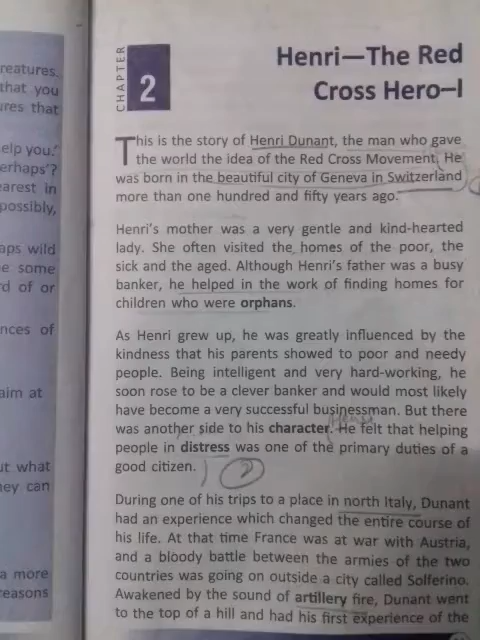 reatures.
that you
ures that
elp you.'
erhaps'?
earest in
possibly,
aps wild
e some
d of or
nces of
aim at
ut what
ey can
a more
reasons
CHAPTER
2
Henri—The Red
Cross Hero–I
This is the story of Henri Dunant, the man who gave
the world the idea of the Red Cross Movement. He
was born in the beautiful city of Geneva in Switzerland
more than one hundred and fifty years ago.
Henri's mother was a very gentle and kind-hearted
lady. She often visited the homes of the poor, the
sick and the aged. Although Henri's father was a busy
banker, he helped in the work of finding homes for
children who were orphans.
As Henri grew up, he was greatly influenced by the
kindness that his parents showed to poor and needy
people. Being intelligent and very hard-working, he
soon rose to be a clever banker and would most likely
have become a very successful businessman. But there
was another side to his character. He felt that helping
people in distress was one of the primary duties of a
good citizen.
During one of his trips to a place in north Italy, Dunant
had an experience which changed the entire course of
his life. At that time France was at war with Austria,
and a bloody battle between the armies of the two
countries was going on outside a city called Solferino.
Awakened by the sound of artillery fire, Dunant went
to the top of a hill and had his first experience of the